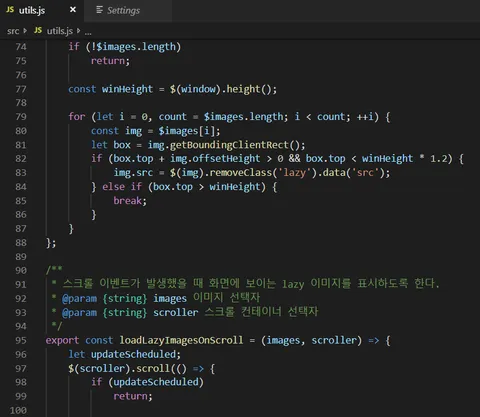 JS utils.js × Settings
src > JS utils.js > ...
74 if (!$images.length)
75 return;
76
77 const winHeight = $(window).height();
78
79 for (let i = 0, count = $images.length; i < count; ++i) {
80 const img = $images[i];
81 let box = img.getBoundingClientRect();
82 if (box.top + img.offsetHeight > 0 && box.top < winHeight * 1.2) {
83 img.src = $(img).removeClass('lazy').data('src');
84 } else if (box.top > winHeight) {
85 break;
86 }
87 }
88 };
89
90 /**
91 * 스크롤 이벤트가 발생했을 때 화면에 보이는 lazy 이미지를 표시하도록 한다.
92 * @param {string} images 이미지 선택자
93 * @param {string} scroller 스크롤 컨테이너 선택자
94 */
95 export const loadLazyImagesOnScroll = (images, scroller) => {
96 let updateScheduled;
97 $(scroller).scroll(() => {
98 if (updateScheduled)
99 return;
100